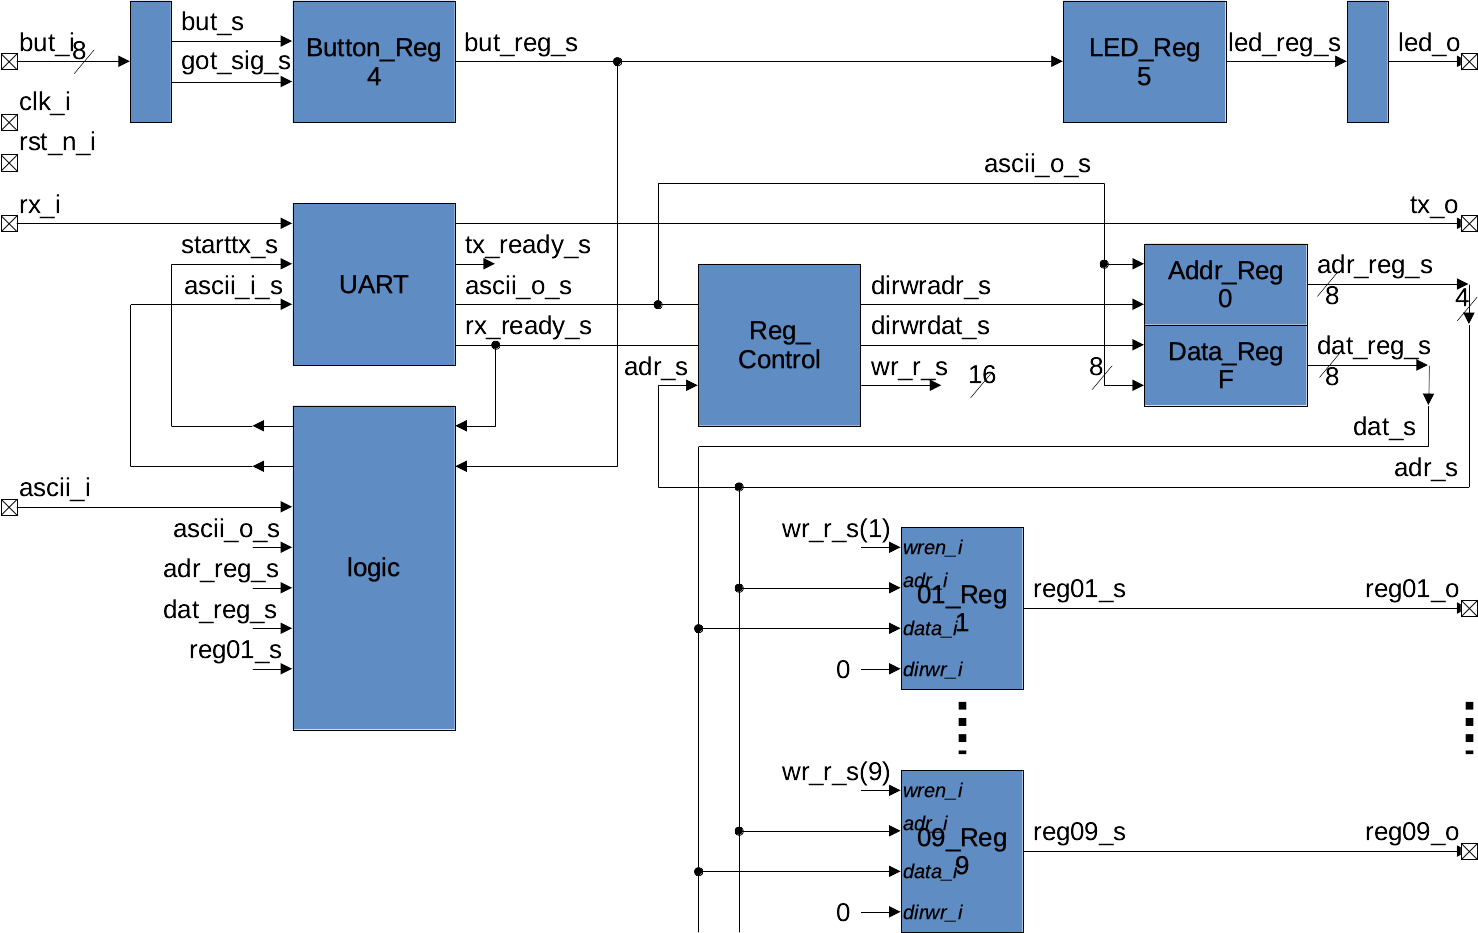 but_i
8
but_s
got_sig_s
Button_Reg
4
but_reg_s
LED_Reg
5
led_reg_s
led_o
clk_i
rst_n_i
ascii_o_s
rx_i
tx_o
starttx_s
ascii_i_s
UART
tx_ready_s
ascii_o_s
rx_ready_s
adr_s
Reg_
Control
dirwradr_s
dirwrdat_s
wr_r_s
16
8
Addr_Reg
0
Data_Reg
F
adr_reg_s
8
4
dat_reg_s
8
dat_s
adr_s
ascii_i
ascii_o_s
adr_reg_s
dat_reg_s
reg01_s
logic
wr_r_s(1)
wren_i
adr_i
01_Reg
1
data_i
0
dirwr_i
reg01_s
reg01_o
wr_r_s(9)
wren_i
adr_i
09_Reg
9
data_i
0
dirwr_i
reg09_s
reg09_o